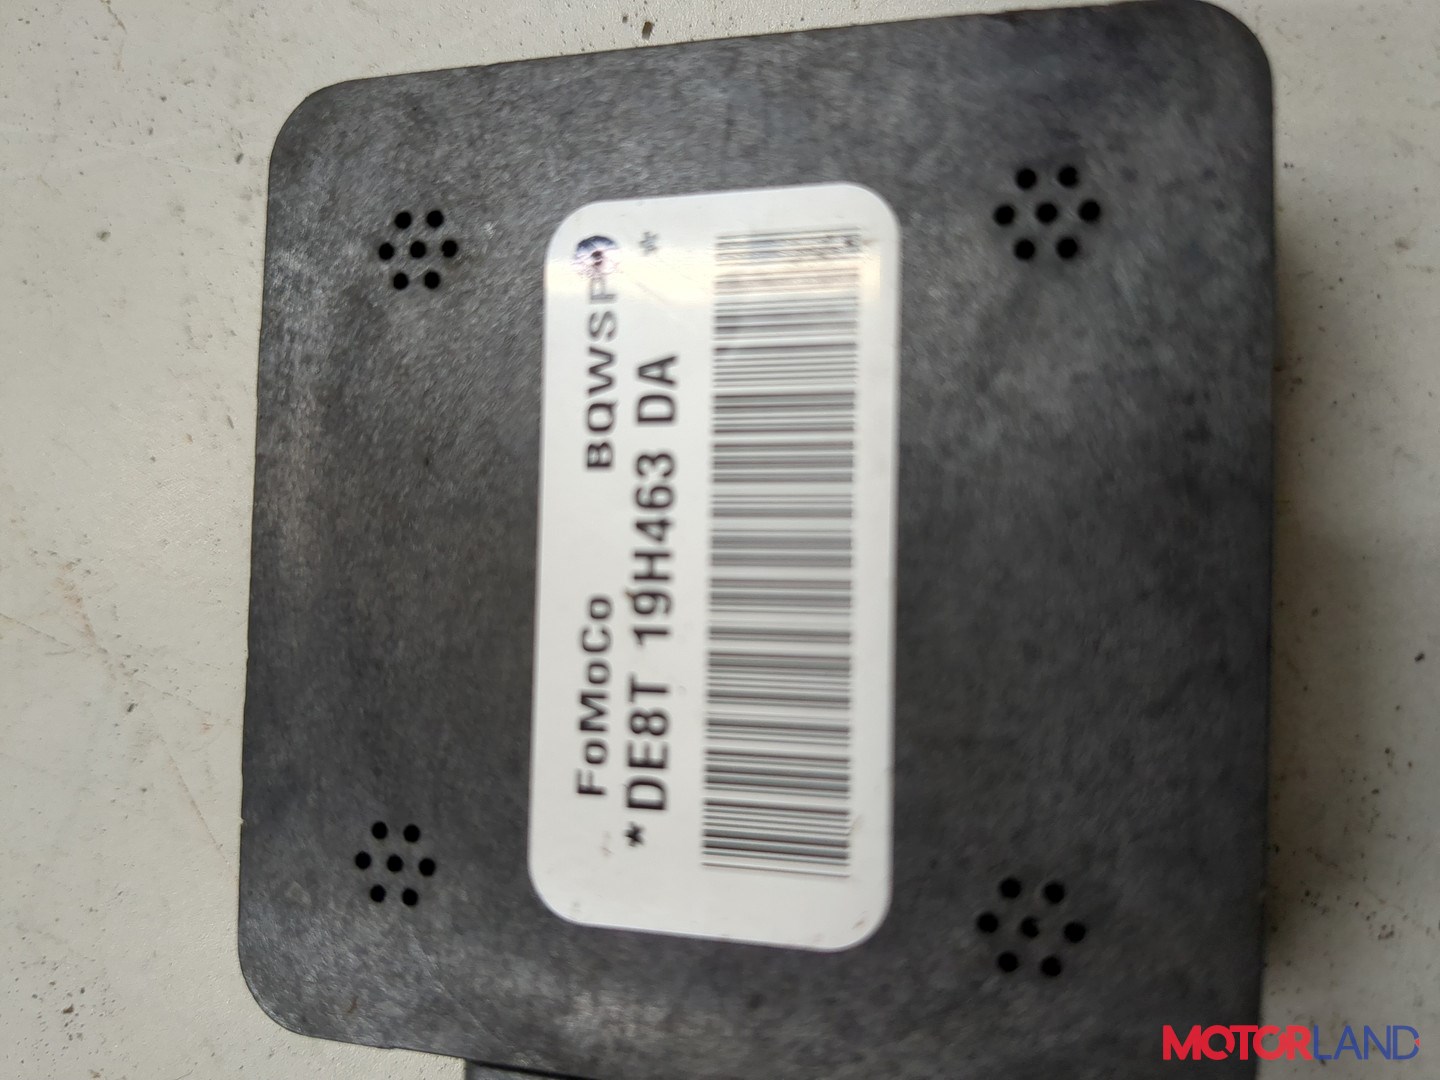 FoMoCo BQWSP
*DE8T 19H463 DA *
MOTORLAND